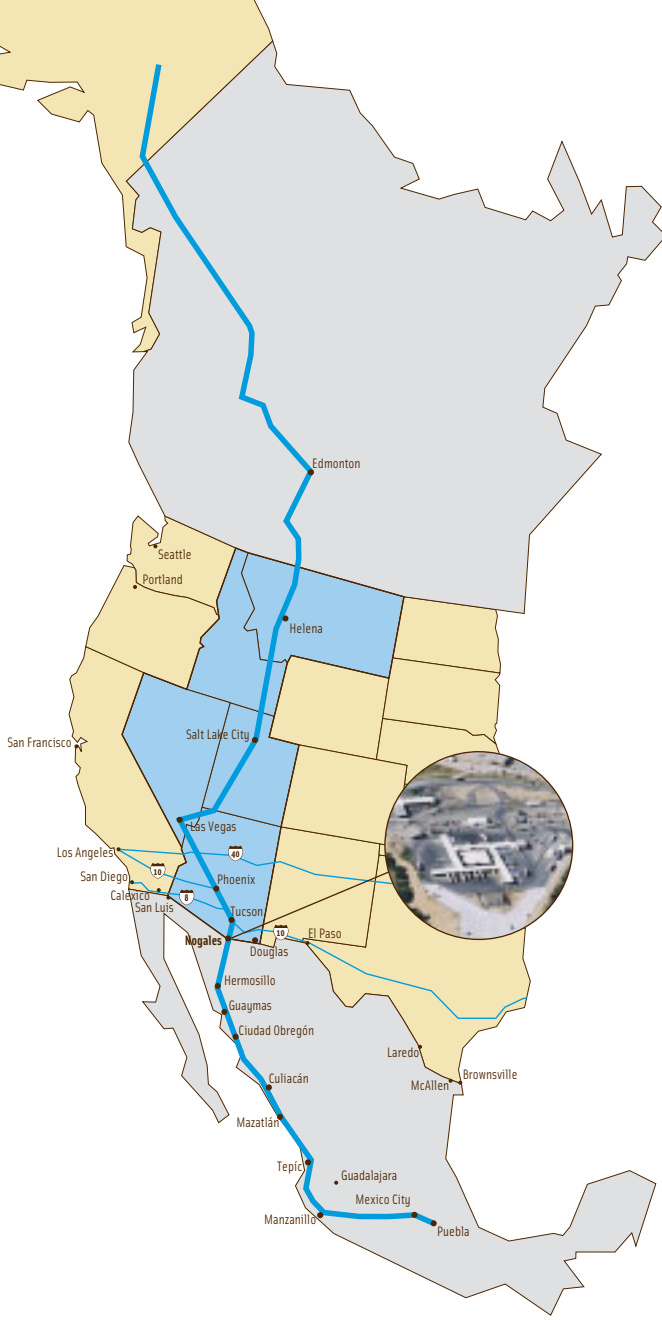 Edmonton
Seattle
Portland
Helena
Salt Lake City
San Francisco
Las Vegas
Los Angeles
40
10
San Diego
Phoenix
Calexico
8
San Luis
Tucson
10
El Paso
Nogales
Douglas
Hermosillo
Guaymas
Ciudad Obregón
Laredo
Culiacán
Brownsville
McAllen
Mazatlán
Tepíc
Guadalajara
Mexico City
Manzanillo
Puebla